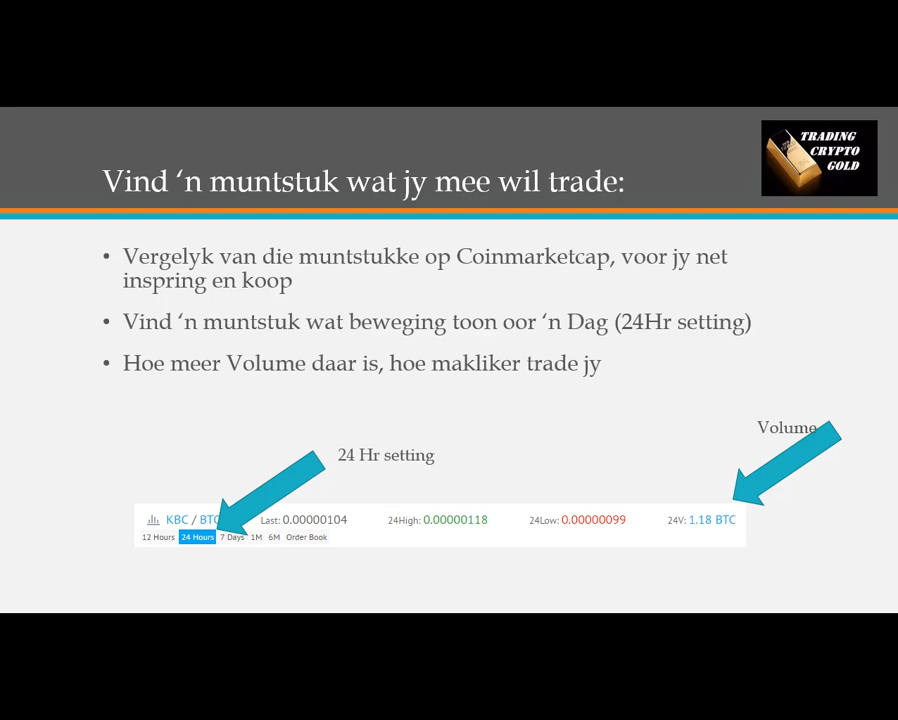 TRADING
CRYPTO
GOLD
Vind ‘n muntstuk wat jy mee wil trade:
• Vergelyk van die muntstukke op Coinmarketcap, voor jy net
inspring en koop
• Vind ‘n muntstuk wat beweging toon oor ‘n Dag (24Hr setting)
• Hoe meer Volume daar is, hoe makliker trade jy
Volume
24 Hr setting
KBC / BTC Last: 0.00000104 24High: 0.00000118 24Low: 0.00000099 24V: 1.18 BTC
12 Hours 24 Hours 7 Days 1M 6M Order Book